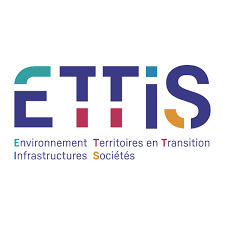 ETTiS
Environnement Territoires en Transition
Infrastructures Sociétés